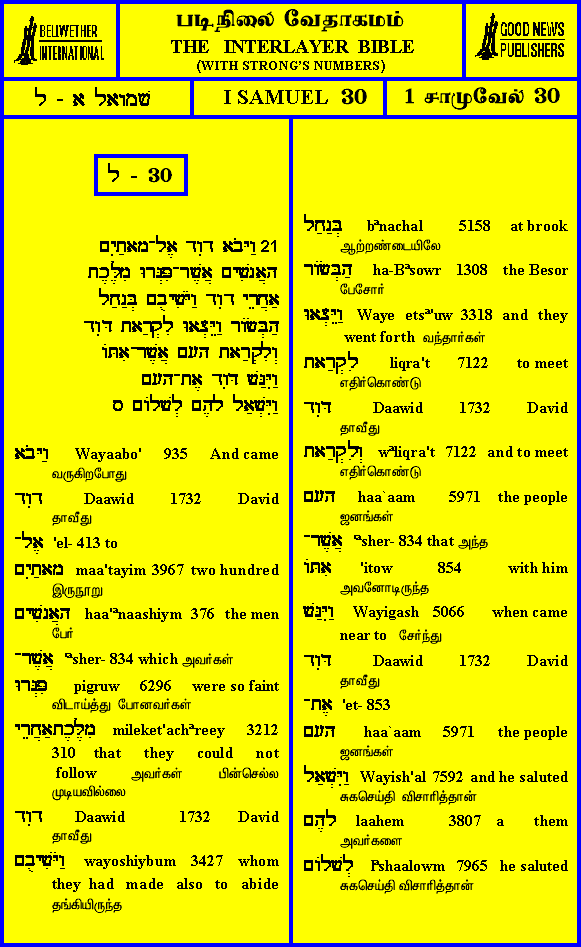 BELLWETHER
INTERNATIONAL
படிநிலை வேதாகமம்
THE INTERLAYER BIBLE
(WITH STRONG'S NUMBERS)
GOOD NEWS
PUBLISHERS
שמואל א - ל
I SAMUEL 30
1 சாமுவேல் 30
ל - 30
21 וַיָּבֹא דָוִד אֶל־מָאתַיִם
הָאֲנָשִׁים אֲשֶׁר־פִּגְּרוּ מִלֶּכֶת
אַחֲרֵי דָוִד וַיֹּשִׁיבֻם בְּנַחַל
הַבְּשׂוֹר וַיֵּצְאוּ לִקְרַאת דָּוִד
וְלִקְרַאת הָעָם אֲשֶׁר־אִתּוֹ
וַיִּגַּשׁ דָּוִד אֶת־הָעָם
וַיִּשְׁאַל לָהֶם לְשָׁלוֹם ס
וַיָּבֹא Wayaabo' 935 And came
வருகிறபோது
דָוִד Daawid 1732 David
தாவீது
אֶל־ 'el- 413 to
מָאתַיִם maa'tayim 3967 two hundred
இருநூறு
הָאֲנָשִׁים haa'ᵃnaashiym 376 the men
பேர்
אֲשֶׁר־ 'ᵃsher- 834 which அவர்கள்
פִּגְּרוּ pigruw 6296 were so faint
விடாய்த்து போனவர்கள்
מִלֶּכֶתאַחֲרֵי mileket'achᵃreey 3212
310 that they could not
follow அவர்கள் பின்செல்ல
முடியவில்லை
דָוִד Daawid 1732 David
தாவீது
וַיֹּשִׁיבֻם wayoshiybum 3427 whom
they had made also to abide
தங்கியிருந்த
בְּנַחַל bᵃnachal 5158 at brook
ஆற்றண்டையிலே
הַבְּשׂוֹר ha-Bᵃsowr 1308 the Besor
பேசோர்
וַיֵּצְאוּ Waye etsᵃ'uw 3318 and they
went forth வந்தார்கள்
לִקְרַאת liqra't 7122 to meet
எதிர்கொண்டு
דָּוִד Daawid 1732 David
தாவீது
וְלִקְרַאת wᵃliqra't 7122 and to meet
எதிர்கொண்டு
הָעָם haa`aam 5971 the people
ஜனங்கள்
אֲשֶׁר־ 'ᵃsher- 834 that அந்த
אִתּוֹ 'itow 854 with him
அவனோடிருந்த
וַיִּגַּשׁ Wayigash 5066 when came
near to சேர்ந்து
דָּוִד Daawid 1732 David
தாவீது
אֶת־ 'et- 853
הָעָם haa`aam 5971 the people
ஜனங்கள்
וַיִּשְׁאַל Wayish'al 7592 and he saluted
சுகசெய்தி விசாரித்தான்
לָהֶם laahem 3807 a them
அவர்களை
לְשָׁלוֹם lᵃshaalowm 7965 he saluted
சுகசெய்தி விசாரித்தான்